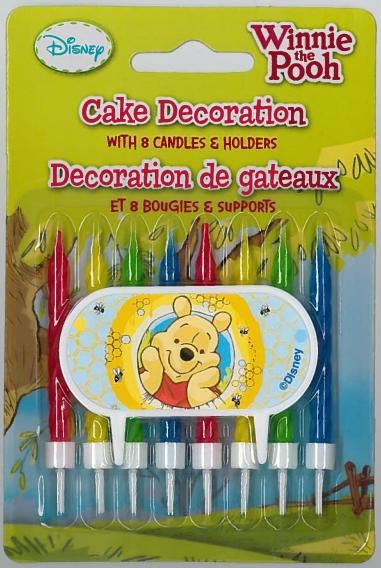 Disney
Winnie
the
Pooh
Cake Decoration
WITH 8 CANDLES & HOLDERS
Decoration de gateaux
ET 8 BOUGIES & SUPPORTS
©Disney